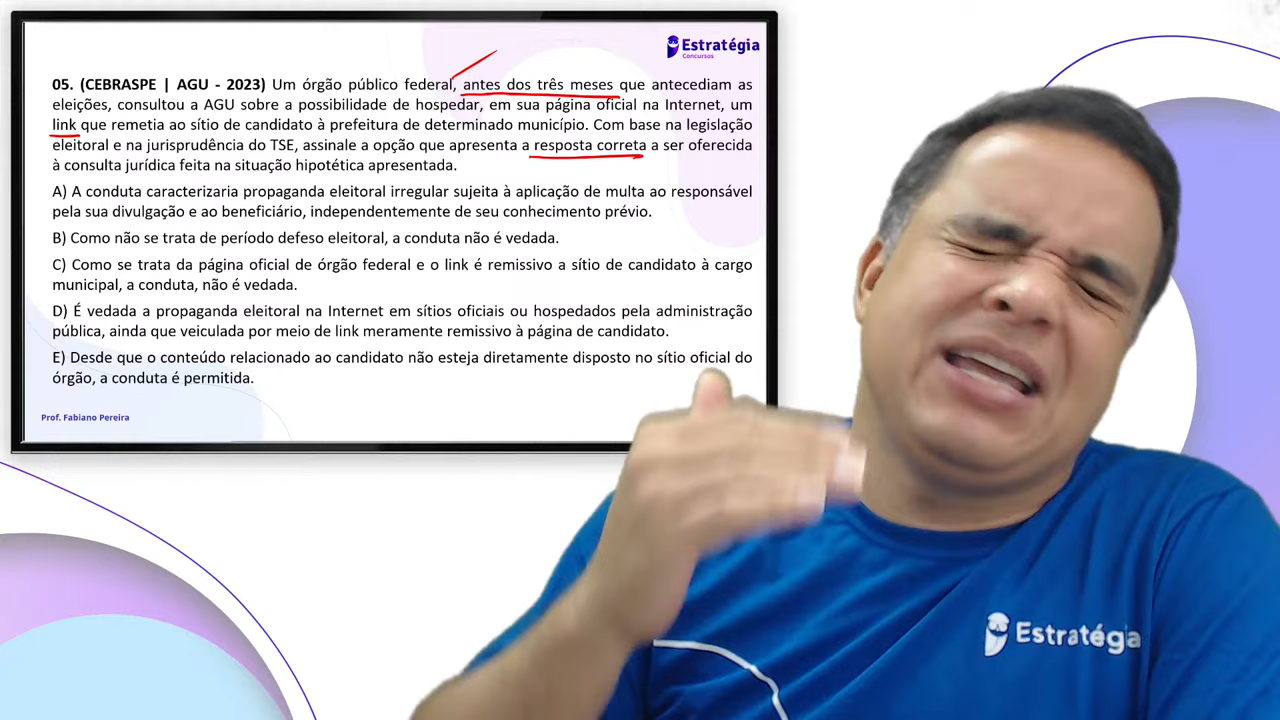 Estratégia
Concursos
05. (CEBRASPE | AGU - 2023) Um órgão público federal, antes dos três meses que antecediam as
eleições, consultou a AGU sobre a possibilidade de hospedar, em sua página oficial na Internet, um
link que remetia ao sítio de candidato à prefeitura de determinado município. Com base na legislação
eleitoral e na jurisprudência do TSE, assinale a opção que apresenta a resposta correta a ser oferecida
à consulta jurídica feita na situação hipotética apresentada.
A) A conduta caracterizaria propaganda eleitoral irregular sujeita à aplicação de multa ao responsável
pela sua divulgação e ao beneficiário, independentemente de seu conhecimento prévio.
B) Como não se trata de período defeso eleitoral, a conduta não é vedada.
C) Como se trata da página oficial de órgão federal e o link é remissivo a sítio de candidato à cargo
municipal, a conduta, não é vedada.
D) É vedada a propaganda eleitoral na Internet em sítios oficiais ou hospedados pela administração
pública, ainda que veiculada por meio de link meramente remissivo à página de candidato.
E) Desde que o conteúdo relacionado ao candidato não esteja diretamente disposto no sítio oficial do
órgão, a conduta é permitida.
Prof. Fabiano Pereira
Estratégia